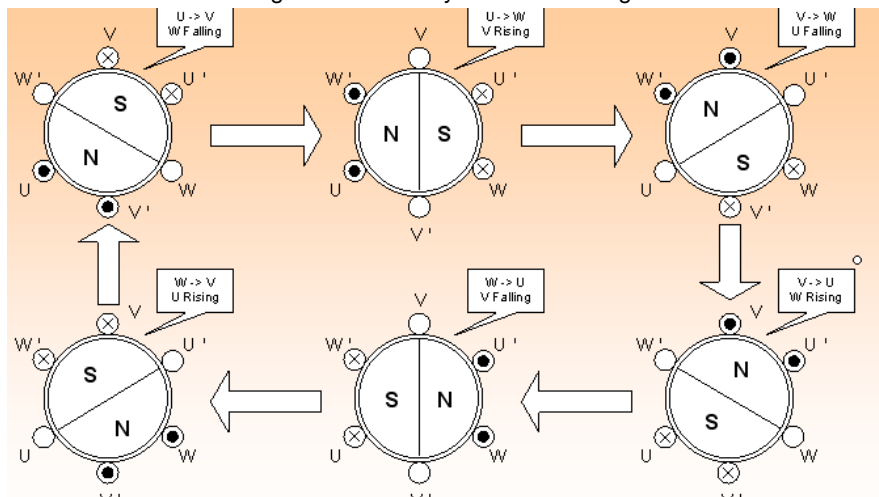 U -> V
W Falling
U -> W
V Rising
V -> W
U Falling
V
V
V
W'
U'
W'
U'
W'
U'
S
N
N
S
N
S
U
W
U
W
U
W
V'
V'
V'
W -> V
U Rising
W -> U
V Falling
V -> U
W Rising
V
V
V
W'
U'
W'
U'
W'
U'
S
N
S
N
N
S
U
W
U
W
U
W